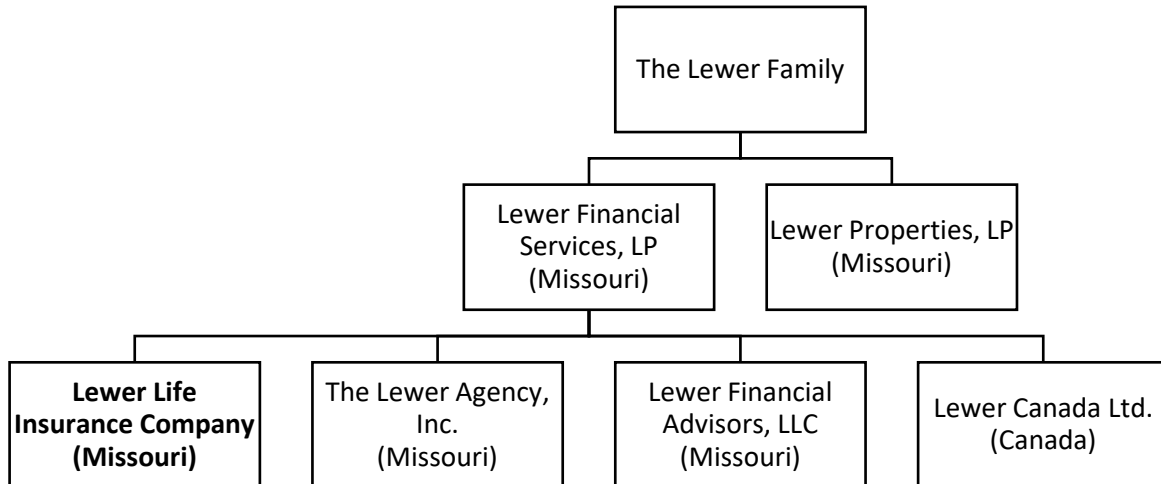 The Lewer Family
Lewer Financial
Services, LP
(Missouri)
Lewer Properties, LP
(Missouri)
Lewer Life
Insurance Company
(Missouri)
The Lewer Agency,
Inc.
(Missouri)
Lewer Financial
Advisors, LLC
(Missouri)
Lewer Canada Ltd.
(Canada)